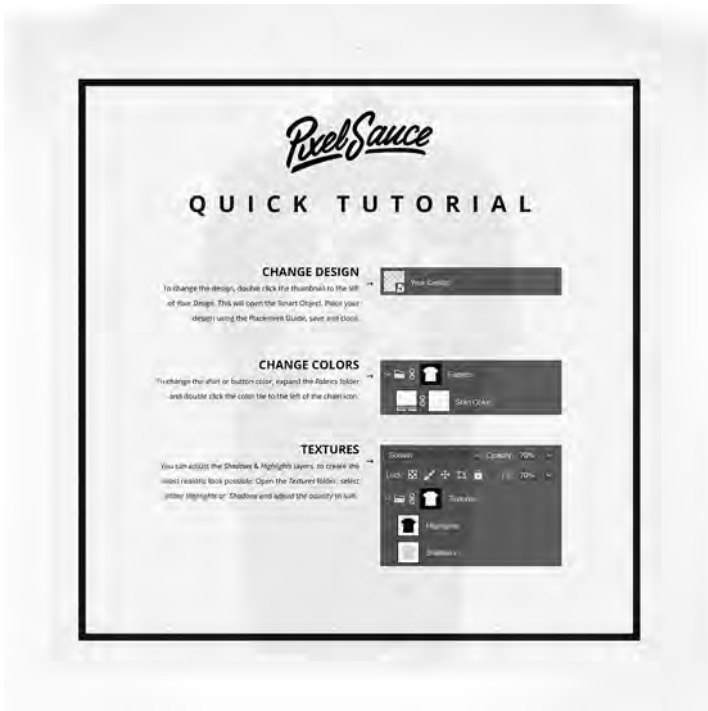 PixelSauce
QUICK TUTORIAL
CHANGE DESIGN
To change the design, double click the thumbnail to the left
of Your Design. This will open the Smart Object. Place your
design using the Placement Guide, save and close.
→
Your Design
CHANGE COLORS
To change the shirt or button color, expand the Fabrics folder
and double click the color tile to the left of the chain icon.
→
Fabrics
Shirt Color
TEXTURES
You can adjust the Shadows & Highlights layers, to create the
most realistic look possible. Open the Textures folder, select
either Highlights or Shadows and adjust the opacity to suit.
→
Screen Opacity: 70%
Lock: Fill: 70%
Textures
Highlights
Shadows